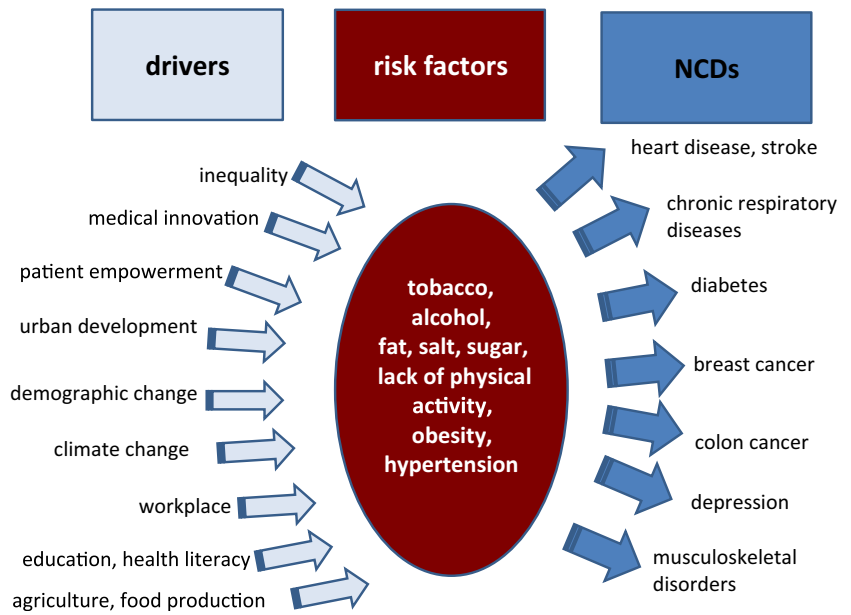 drivers
risk factors
NCDs
inequality
medical innovation
patient empowerment
urban development
demographic change
climate change
workplace
education, health literacy
agriculture, food production
tobacco,
alcohol,
fat, salt, sugar,
lack of physical
activity,
obesity,
hypertension
heart disease, stroke
chronic respiratory
diseases
diabetes
breast cancer
colon cancer
depression
musculoskeletal
disorders